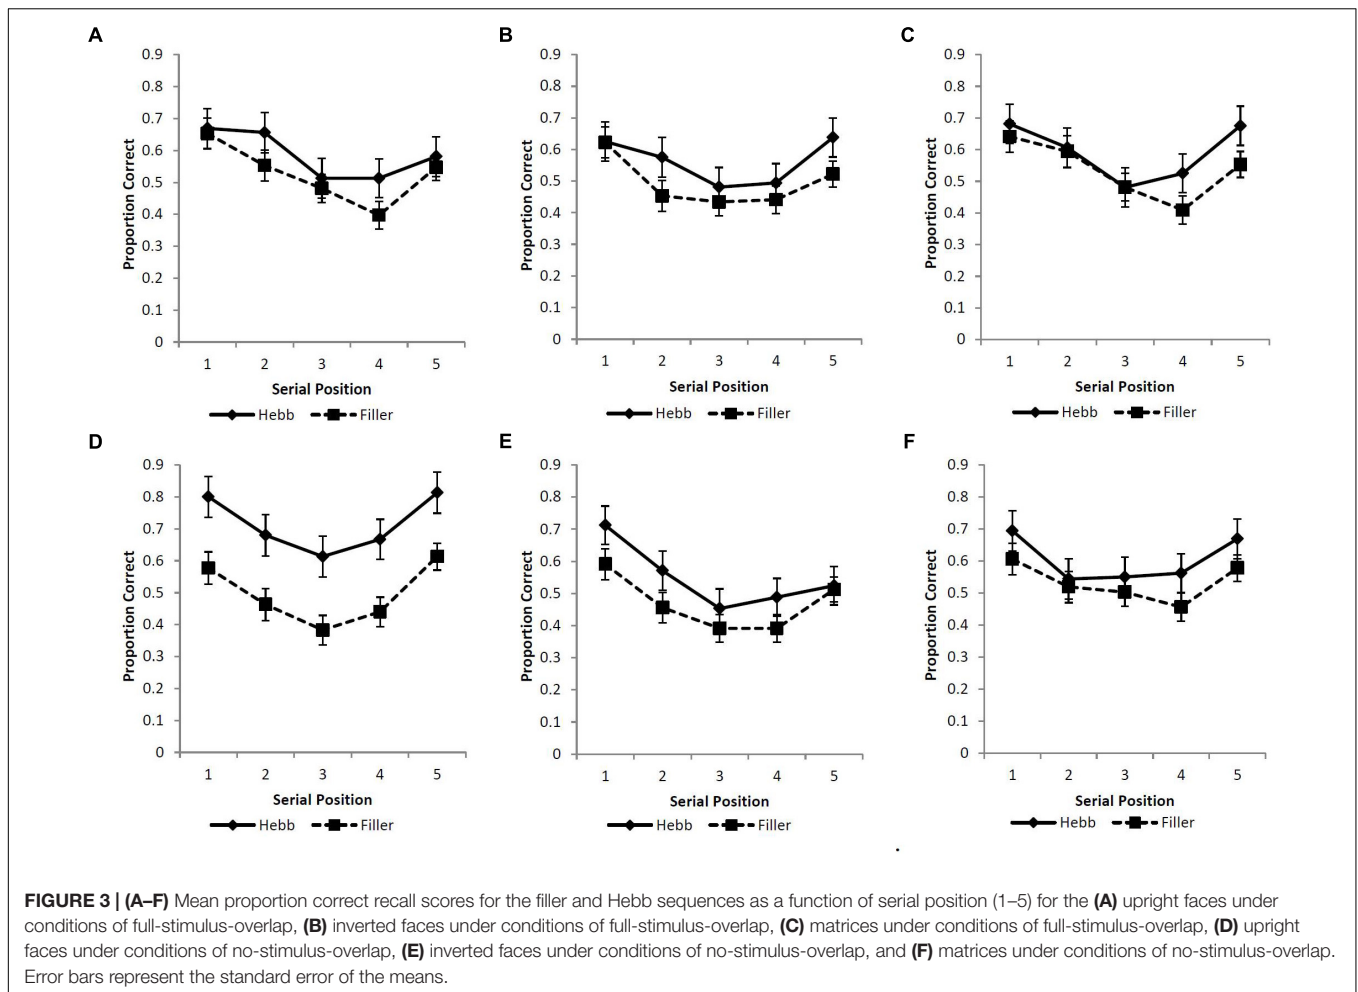 A
0.9
0.8
0.7
0.6
0.5
0.4
0.3
0.2
0.1
0
Proportion Correct
1 2 3 4 5
Serial Position
Hebb Filler
B
0.9
0.8
0.7
0.6
0.5
0.4
0.3
0.2
0.1
0
Proportion Correct
1 2 3 4 5
Serial Position
Hebb Filler
C
0.9
0.8
0.7
0.6
0.5
0.4
0.3
0.2
0.1
0
Proportion Correct
1 2 3 4 5
Serial Position
Hebb Filler
D
0.9
0.8
0.7
0.6
0.5
0.4
0.3
0.2
0.1
0
Proportion Correct
1 2 3 4 5
Serial Position
Hebb Filler
E
0.9
0.8
0.7
0.6
0.5
0.4
0.3
0.2
0.1
0
Proportion Correct
1 2 3 4 5
Serial Position
Hebb Filler
F
0.9
0.8
0.7
0.6
0.5
0.4
0.3
0.2
0.1
0
Proportion Correct
1 2 3 4 5
Serial Position
Hebb Filler
.
FIGURE 3 | (A–F) Mean proportion correct recall scores for the filler and Hebb sequences as a function of serial position (1–5) for the (A) upright faces under
conditions of full-stimulus-overlap, (B) inverted faces under conditions of full-stimulus-overlap, (C) matrices under conditions of full-stimulus-overlap, (D) upright
faces under conditions of no-stimulus-overlap, (E) inverted faces under conditions of no-stimulus-overlap, and (F) matrices under conditions of no-stimulus-overlap.
Error bars represent the standard error of the means.